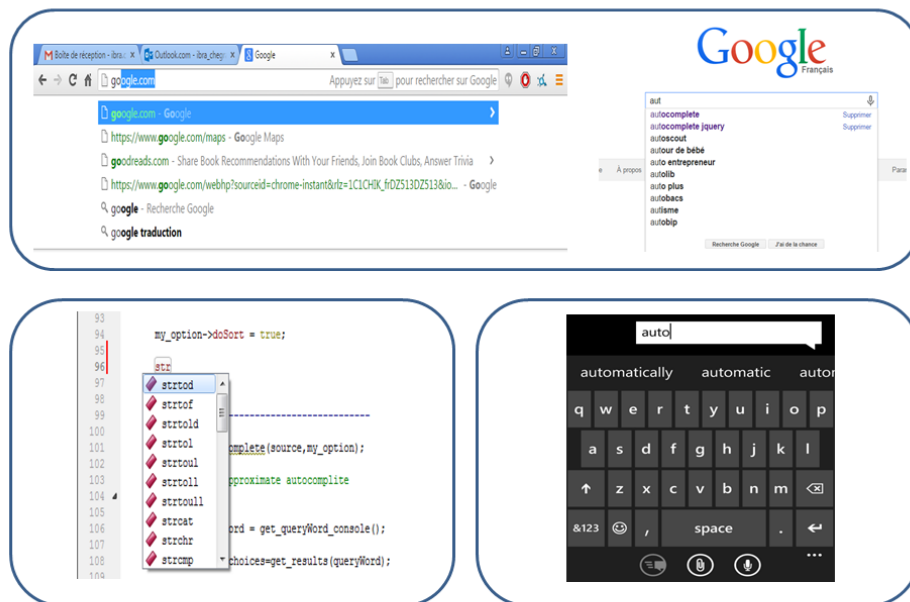 Boîte de réception - ibra. x Outlook.com - ibra_cheg x Google x
google.com Appuyez sur Tab pour rechercher sur Google
google.com - Google
https://www.google.com/maps - Google Maps
goodreads.com - Share Book Recommendations With Your Friends, Join Book Clubs, Answer Trivia
https://www.google.com/webhp?sourceid=chrome-instant&rlz=1C1CHIK_frDZ513DZ513&io... - Google
google - Recherche Google
google traduction
Google
Français
aut
autocomplete Supprimer
autocomplete jquery Supprimer
autoscout
autour de bébé
auto entrepreneur
autolib
auto plus
autobacs
autisme
autobip
e À propos
Para
Recherche Google J'ai de la chance
93
94 my_option->doSort = true;
95
96 str
97 strtod
98 strtof
99 strtold
100 strtol
101 strtoul omplete(source,my_option);
102 strtoll
103 strtoull pproximate autocomplite
104 strcat
105 strchr
106 strcmp ord = get_queryWord_console();
107
108 choices=get_results(queryWord);
109
auto
automatically automatic autor
q w e r t y u i o p
a s d f g h j k l
z x c v b n m
&123 , space .
...